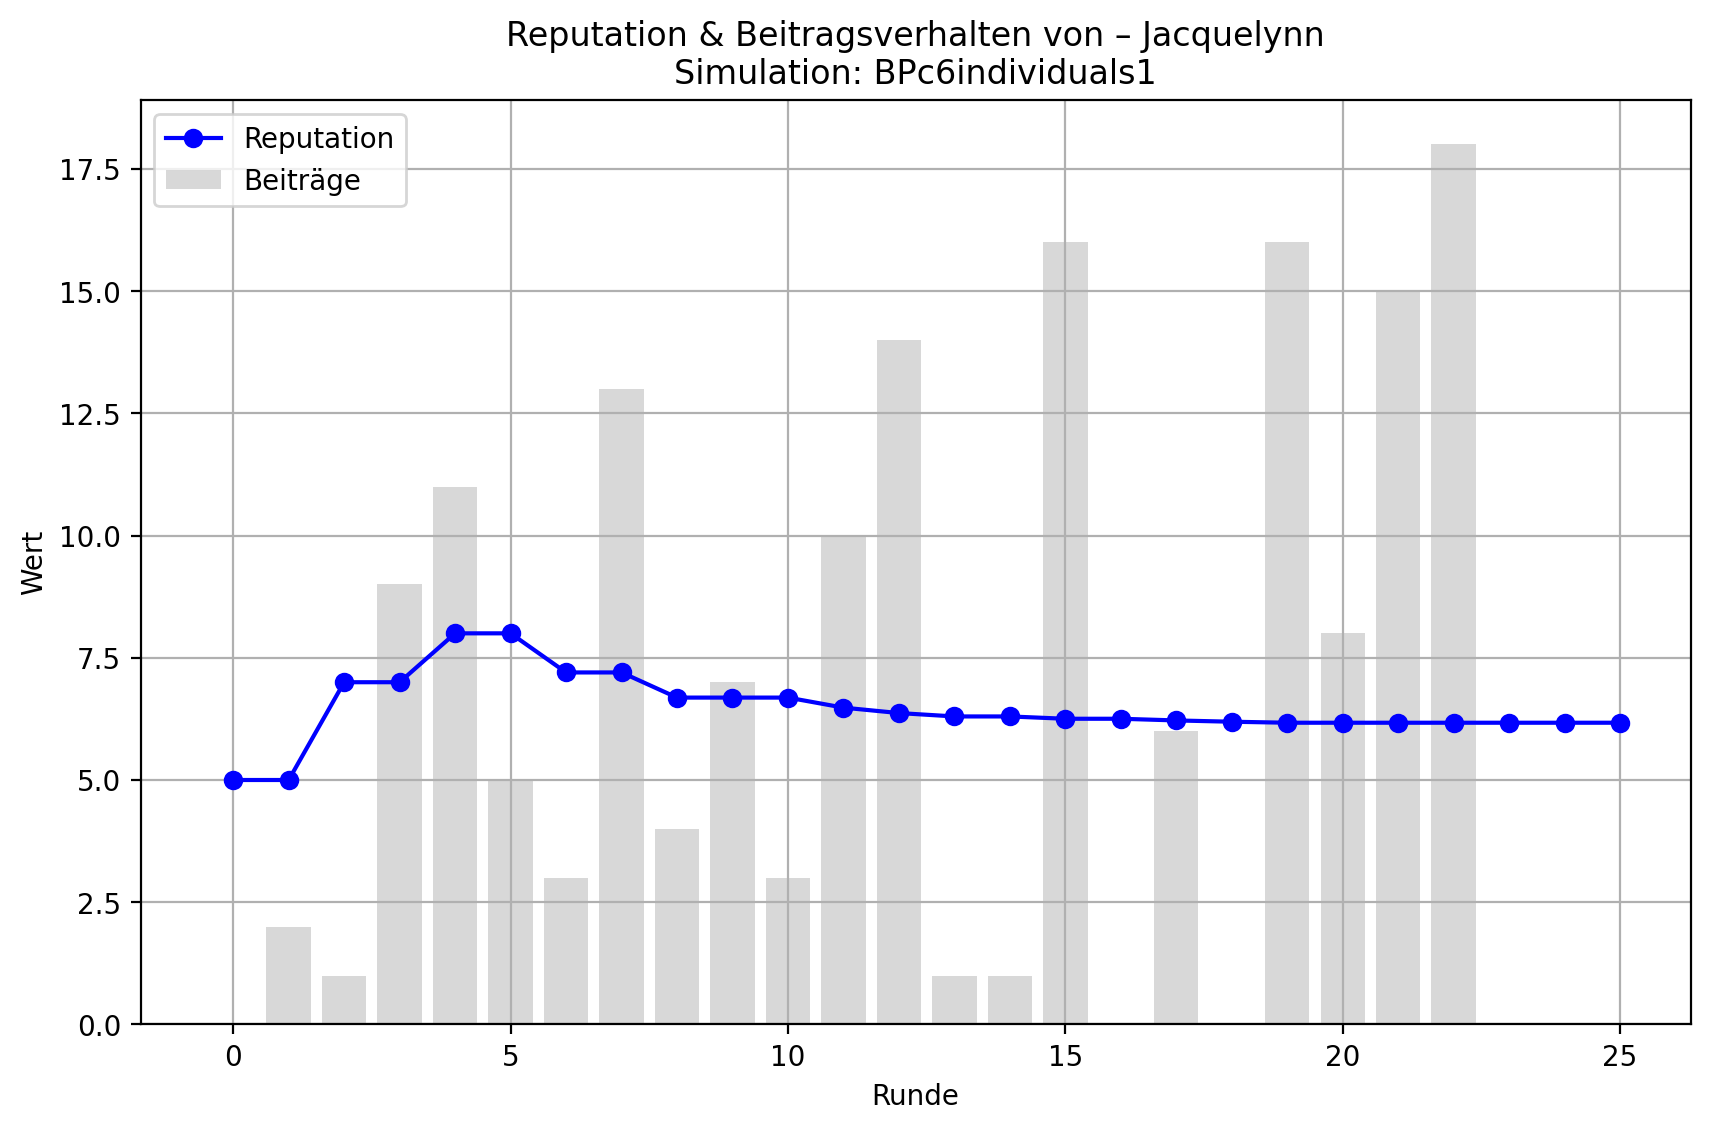 Reputation & Beitragsverhalten von – Jacquelynn
Simulation: BPc6individuals1
Reputation
Beiträge
17.5
15.0
12.5
10.0
7.5
5.0
2.5
0.0
Wert
0 5 10 15 20 25
Runde